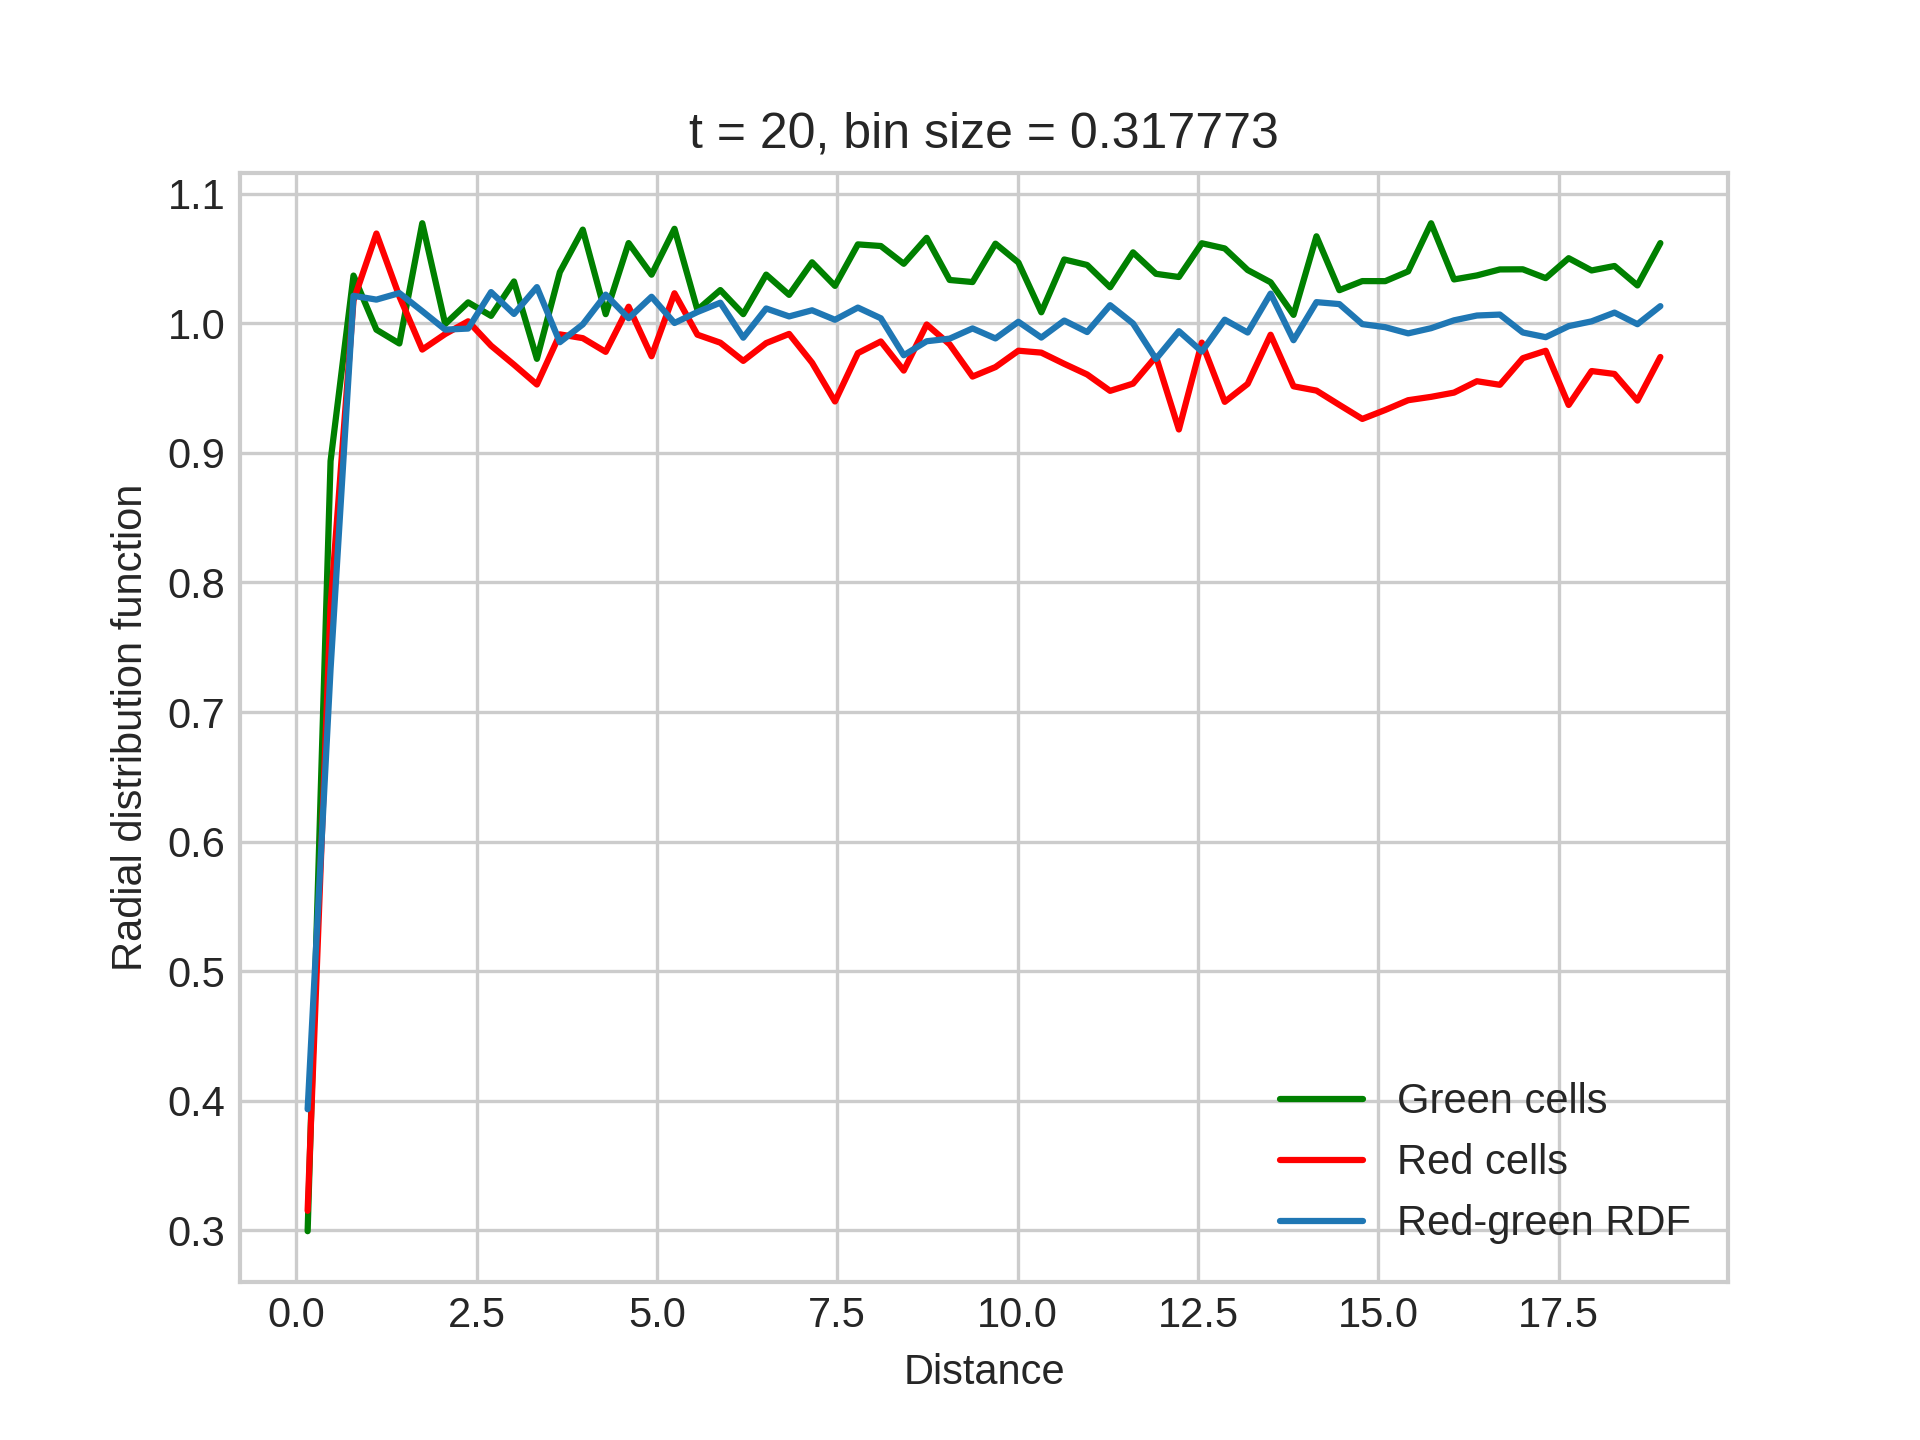 t = 20, bin size = 0.317773
1.1
1.0
0.9
0.8
0.7
0.6
0.5
0.4
0.3
Radial distribution function
Green cells
Red cells
Red-green RDF
0.0 2.5 5.0 7.5 10.0 12.5 15.0 17.5
Distance